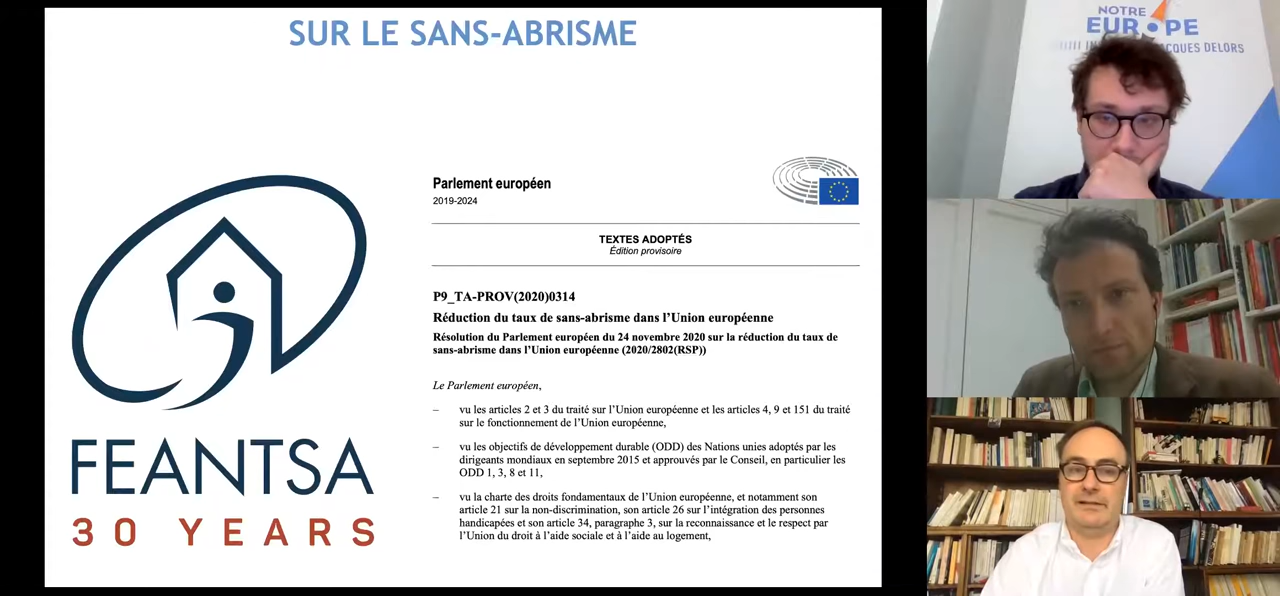 SUR LE SANS-ABRISME
FEANTSA
30 YEARS
Parlement européen
2019-2024
TEXTES ADOPTÉS
Édition provisoire
P9_TA-PROV(2020)0314
Réduction du taux de sans-abrisme dans l'Union européenne
Résolution du Parlement européen du 24 novembre 2020 sur la réduction du taux de
sans-abrisme dans l'Union européenne (2020/2802(RSP))
Le Parlement européen,
– vu les articles 2 et 3 du traité sur l'Union européenne et les articles 4, 9 et 151 du traité
sur le fonctionnement de l'Union européenne,
– vu les objectifs de développement durable (ODD) des Nations unies adoptés par les
dirigeants mondiaux en septembre 2015 et approuvés par le Conseil, en particulier les
ODD 1, 3, 8 et 11,
– vu la charte des droits fondamentaux de l'Union européenne, et notamment son
article 21 sur la non-discrimination, son article 26 sur l'intégration des personnes
handicapées et son article 34, paragraphe 3, sur la reconnaissance et le respect par
l'Union du droit à l'aide sociale et à l'aide au logement,
NOTRE
EUROPE
JACQUES DELORS